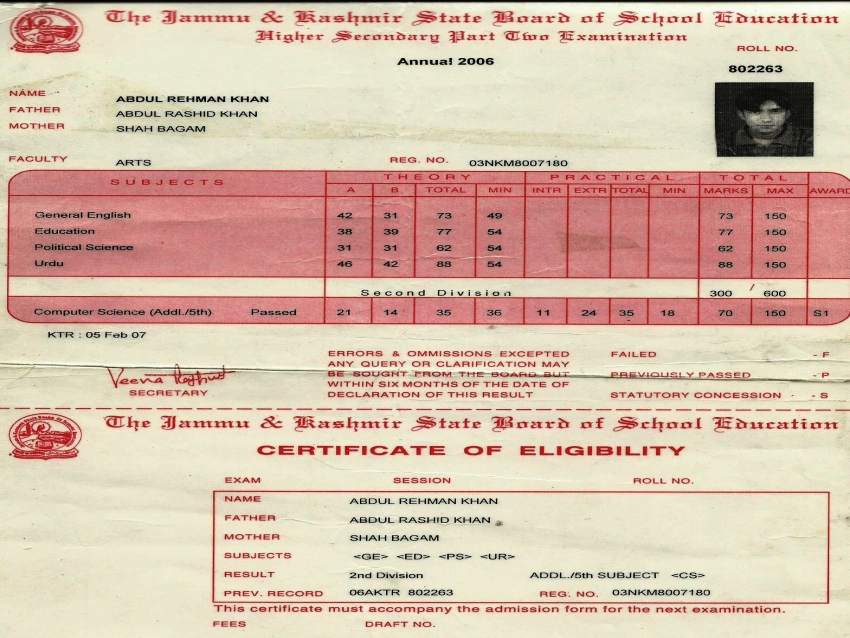 The Jammu & Kashmir State Board of School Education
Higher Secondary Part Two Examination
ROLL NO.
Annual 2006
802263
NAME
ABDUL REHMAN KHAN
FATHER
ABDUL RASHID KHAN
MOTHER
SHAH BAGAM
FACULTY ARTS REG. NO. 03NKM8007180
SUBJECTS THEORY PRACTICAL TOTAL
A B TOTAL MIN INTR EXTR TOTAL MIN MARKS MAX AWARD
General English 42 31 73 49 73 150
Education 38 39 77 54 77 150
Political Science 31 31 62 54 62 150
Urdu 46 42 88 54 88 150
Second Division 300 / 600
Computer Science (Addl./5th) Passed 21 14 35 36 11 24 35 18 70 150 S1
KTR : 05 Feb 07
ERRORS & OMMISSIONS EXCEPTED
ANY QUERY OR CLARIFICATION MAY
BE SOUGHT FROM THE BOARD BUT
WITHIN SIX MONTHS OF THE DATE OF
DECLARATION OF THIS RESULT
FAILED - F
PREVIOUSLY PASSED - P
STATUTORY CONCESSION - S
Veena
SECRETARY
The Jammu & Kashmir State Board of School Education
CERTIFICATE OF ELIGIBILITY
EXAM SESSION ROLL NO.
NAME ABDUL REHMAN KHAN
FATHER ABDUL RASHID KHAN
MOTHER SHAH BAGAM
SUBJECTS <GE> <ED> <PS> <UR>
RESULT 2nd Division ADDL./5th SUBJECT <CS>
PREV. RECORD 06AKTR 802263 REG. NO. 03NKM8007180
This certificate must accompany the admission form for the next examination.
FEES DRAFT NO.